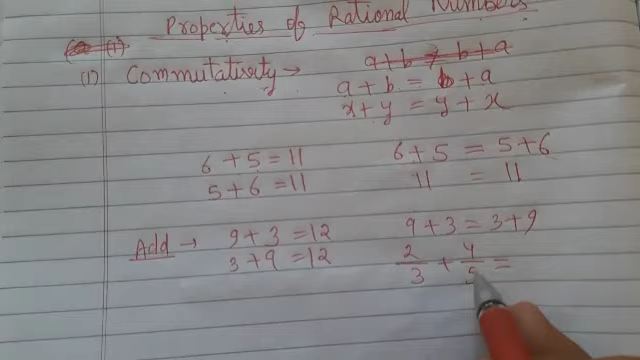 Properties of Rational Numbers
(1) Commutativity →
a + b = b + a
x + y = y + x
6 + 5 = 11
5 + 6 = 11
6 + 5 = 5 + 6
11 = 11
Add → 9 + 3 = 12
3 + 9 = 12
9 + 3 = 3 + 9
2/3 + 4/5 =